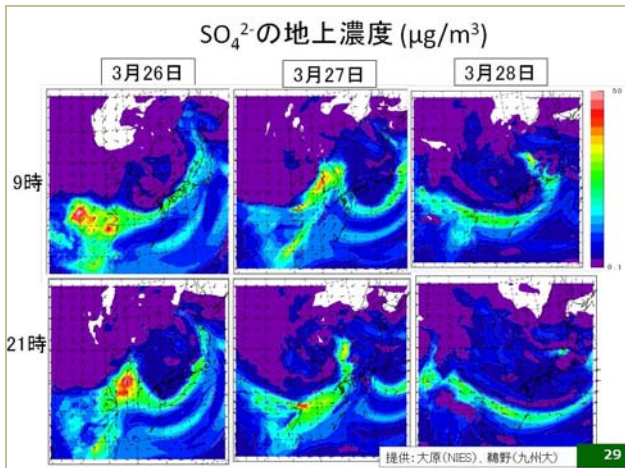 SO₄²⁻の地上濃度 (μg/m³)
3月26日
3月27日
3月28日
9時
50
0.1
21時
提供: 大原(NIES)、鵜野(九州大)
29